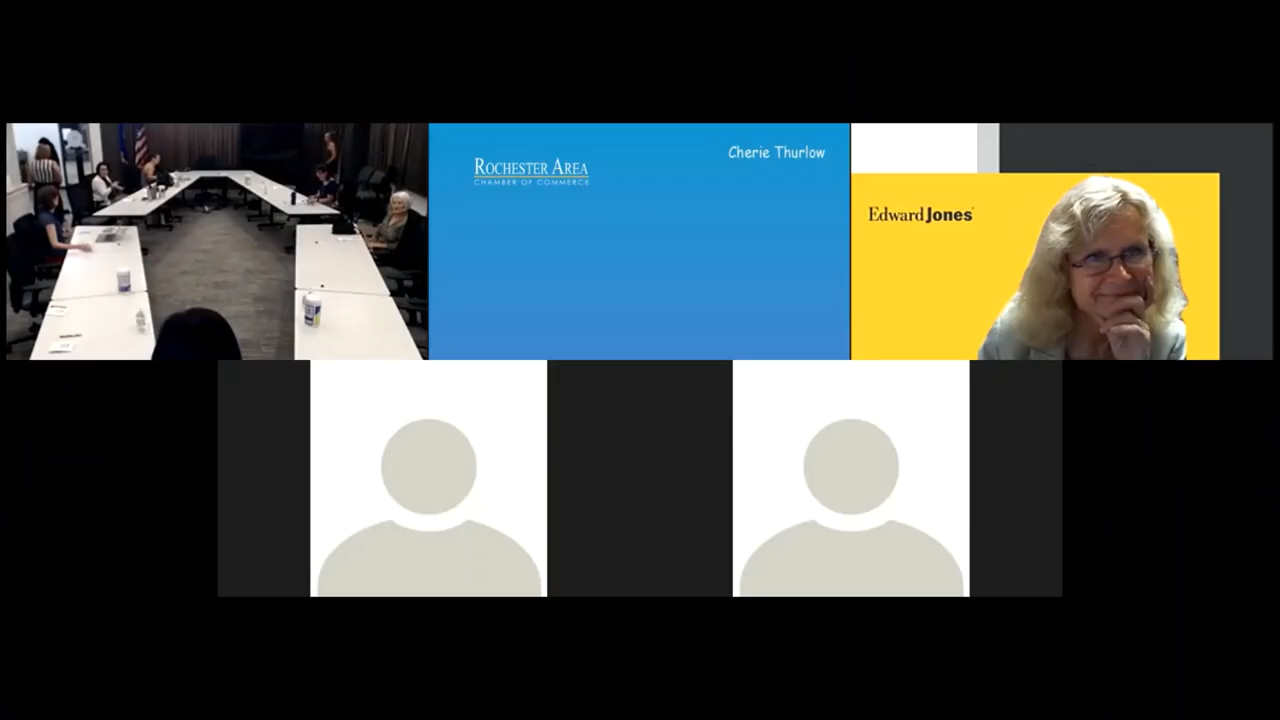 ROCHESTER AREA
CHAMBER OF COMMERCE
Cherie Thurlow
Edward Jones